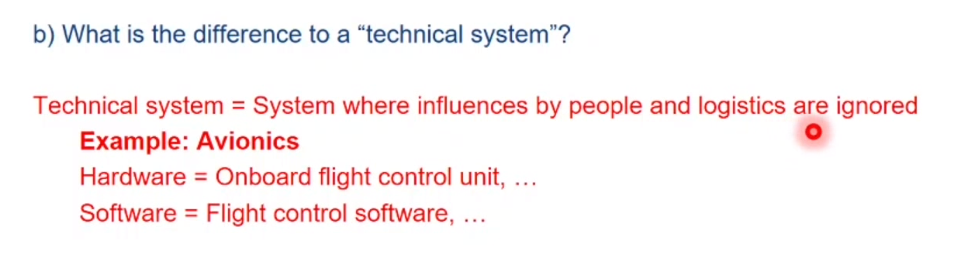 b) What is the difference to a “technical system”?
Technical system = System where influences by people and logistics are ignored
Example: Avionics
Hardware = Onboard flight control unit, …
Software = Flight control software, …